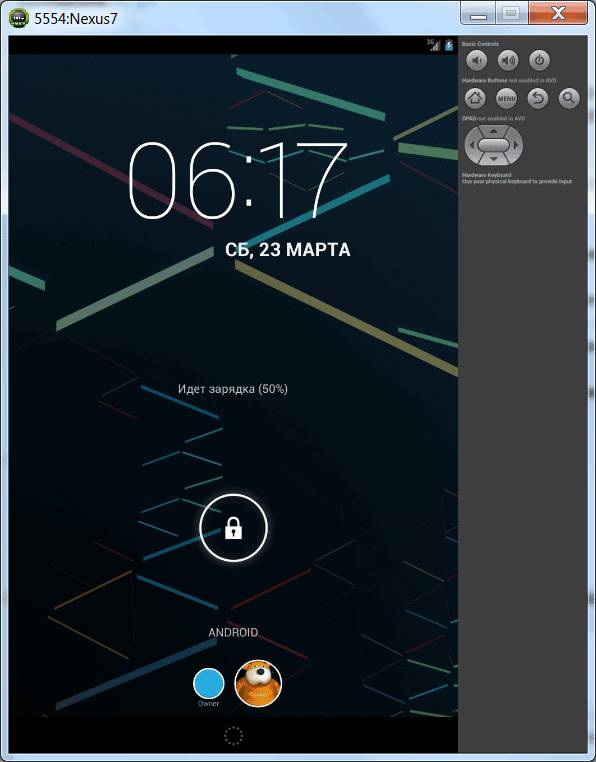 5554:Nexus7
3G
06:17
СБ, 23 МАРТА
Идет зарядка (50%)
ANDROID
Owner
Basic Controls
Hardware Buttons not enabled in AVD
MENU
DPAD not enabled in AVD
Hardware Keyboard
Use your physical keyboard to provide input